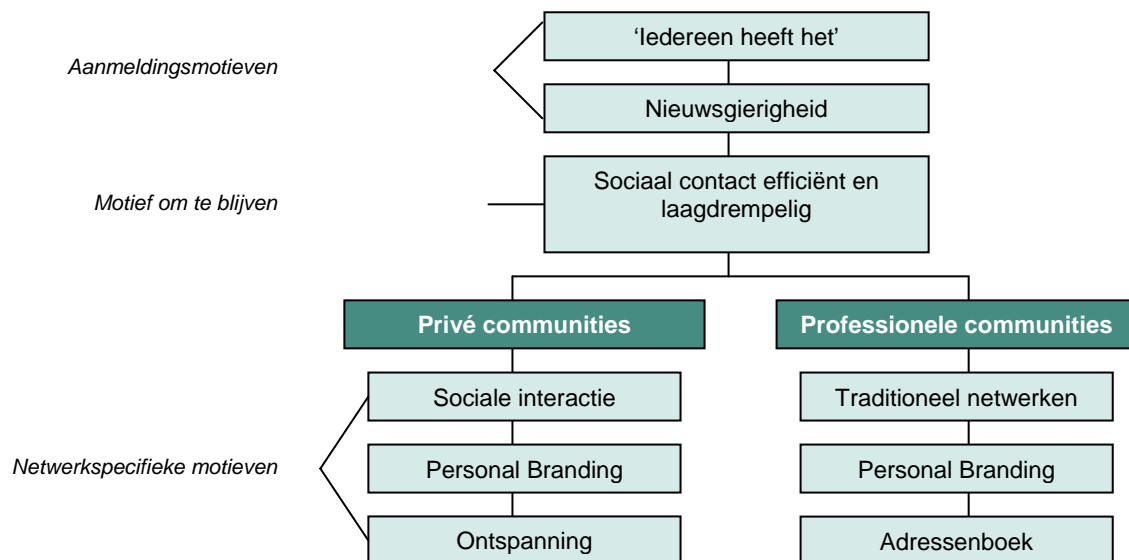 ‘Iedereen heeft het’
Aanmeldingsmotieven
Nieuwsgierigheid
Sociaal contact efficiënt en
laagdrempelig
Motief om te blijven
Privé communities
Professionele communities
Sociale interactie
Traditioneel netwerken
Netwerkspecifieke motieven
Personal Branding
Personal Branding
Ontspanning
Adressenboek